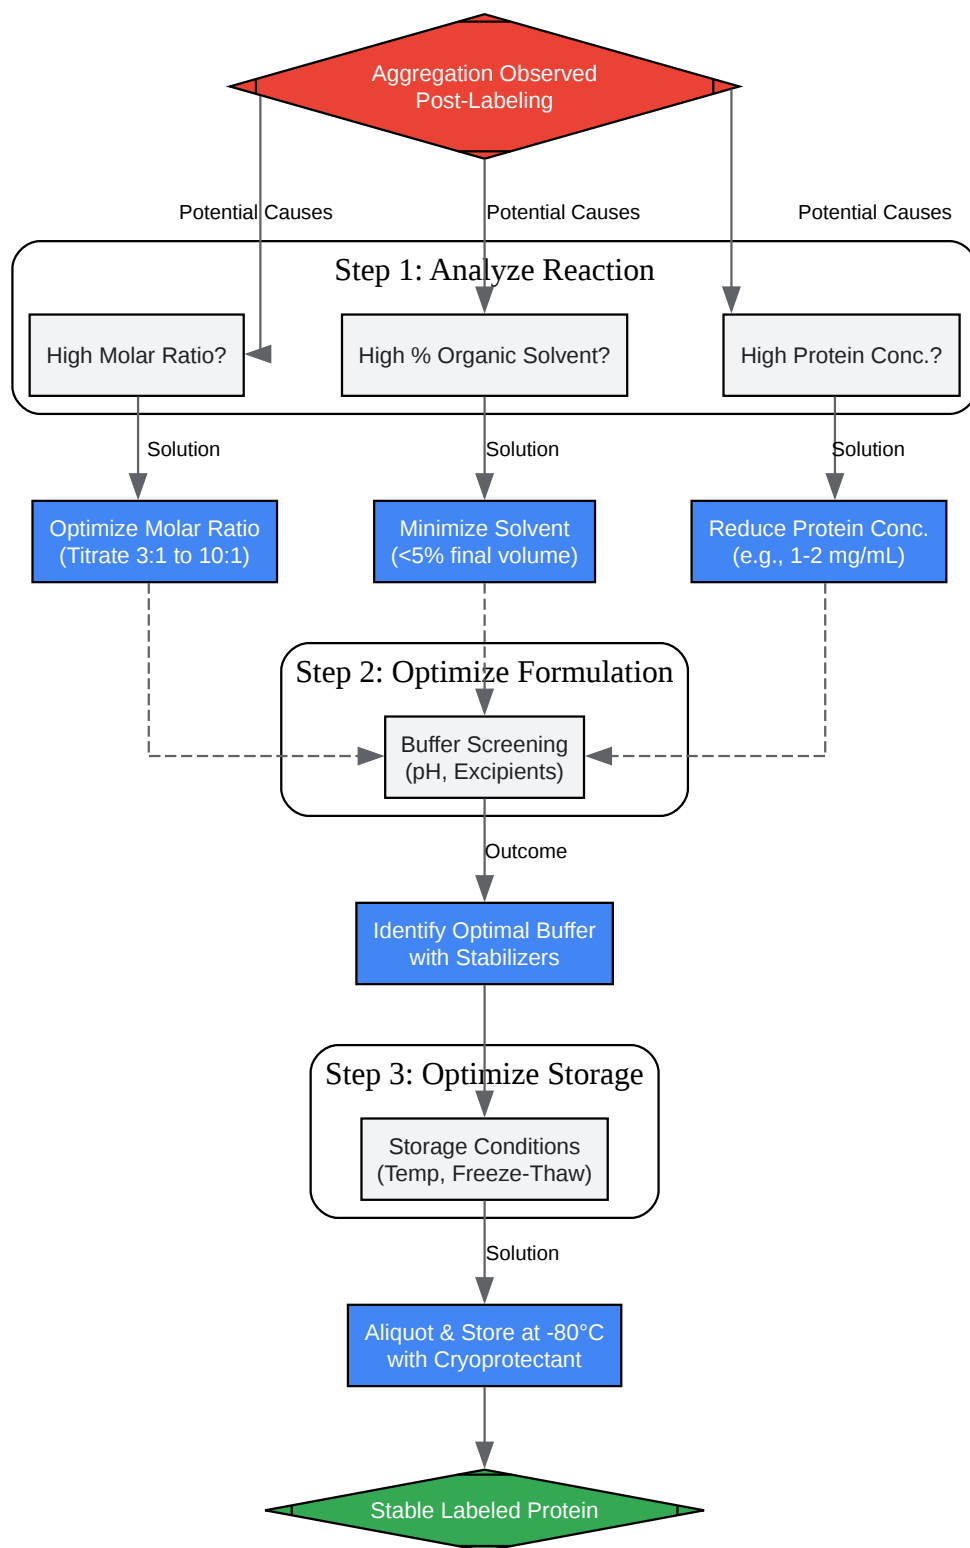 Aggregation Observed
Post-Labeling
Potential Causes
Potential Causes
Potential Causes
Step 1: Analyze Reaction
High Molar Ratio?
High % Organic Solvent?
High Protein Conc.?
Solution
Solution
Solution
Optimize Molar Ratio
(Titrate 3:1 to 10:1)
Minimize Solvent
(<5% final volume)
Reduce Protein Conc.
(e.g., 1-2 mg/mL)
Step 2: Optimize Formulation
Buffer Screening
(pH, Excipients)
Outcome
Identify Optimal Buffer
with Stabilizers
Step 3: Optimize Storage
Storage Conditions
(Temp, Freeze-Thaw)
Solution
Aliquot & Store at -80°C
with Cryoprotectant
Stable Labeled Protein